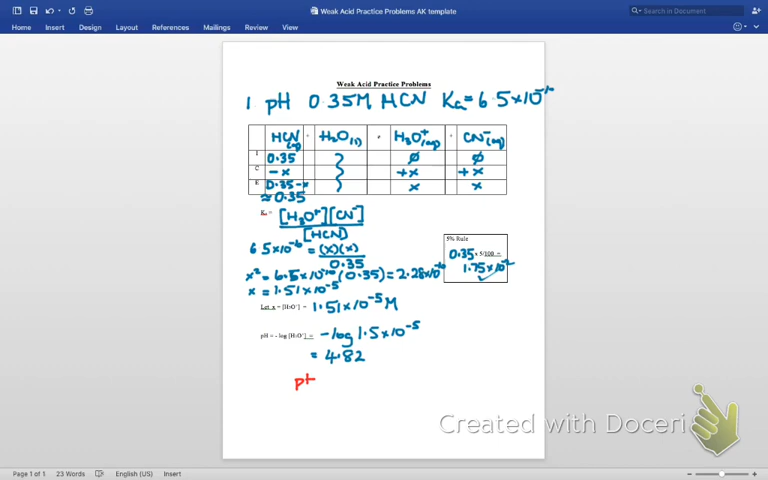 Weak Acid Practice Problems AK template
Search in Document
Home Insert Design Layout References Mailings Review View
Weak Acid Practice Problems
1 pH 0.35M HCN Ka = 6.5×10⁻¹⁰
HCN(aq) + H₂O(l) H₃O⁺(aq) + CN⁻(aq)
I 0.35 ∅ ∅
C -x +x +x
E 0.35-x x x
≈0.35
Ka = [H₃O⁺][CN⁻]
[HCN]
5% Rule
0.35 x 5/100 =
1.75×10⁻² ✓
6.5×10⁻¹⁰ = (x)(x)
0.35
x² = 6.5×10⁻¹⁰(0.35) = 2.28×10⁻¹⁰
x = 1.51×10⁻⁵
Let x = [H₃O⁺] = 1.51×10⁻⁵ M
pH = - log [H₃O⁺] = -log 1.5×10⁻⁵
= 4.82
Created with Doceri
Page 1 of 1 23 Words English (US) Insert